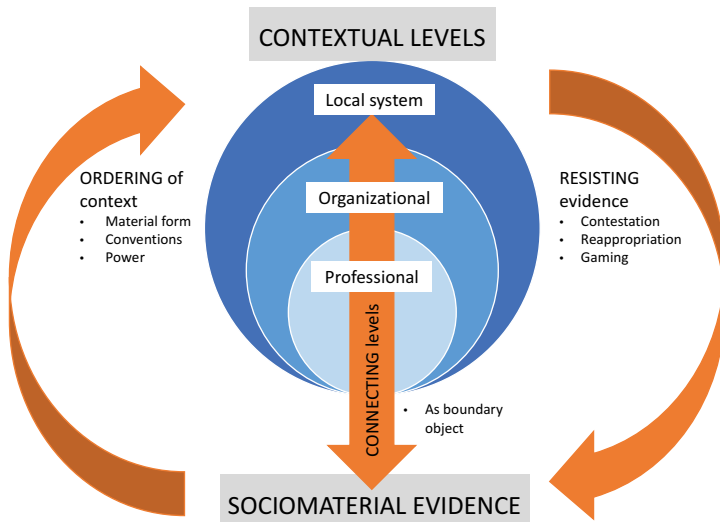 CONTEXTUAL LEVELS
Local system
ORDERING of
context
• Material form
• Conventions
• Power
Organizational
RESISTING
evidence
• Contestation
• Reappropriation
• Gaming
Professional
CONNECTING levels
• As boundary
object
SOCIOMATERIAL EVIDENCE